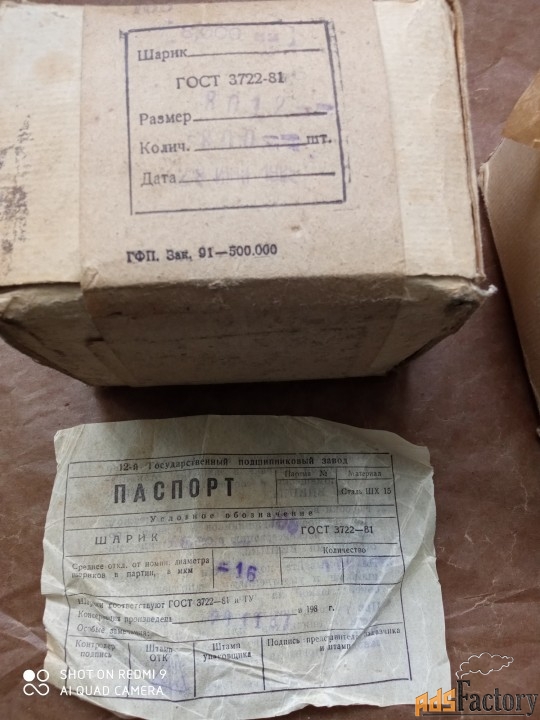 Шарик
ГОСТ 3722-81
Размер
Колич. шт.
Дата
ГФП. Зак. 91—500.000
12-й Государственный подшипниковый завод
ПАСПОРТ
Партия №
Материал
Сталь ШХ 15
Условное обозначение
ШАРИК ГОСТ 3722—81
Среднее откл. от номин. диаметра
шариков в партии, в мкм
-16
Количество
Шарики соответствуют ГОСТ 3722-81 и ТУ
Консервация произведена и 198 г.
Особые замечания:
Контролер
подпись
Штамп
ОТК
Штамп
упаковщика
Подпись представителя заказчика
и штамп
SHOT ON REDMI 9
AI QUAD CAMERA
AdsFactory